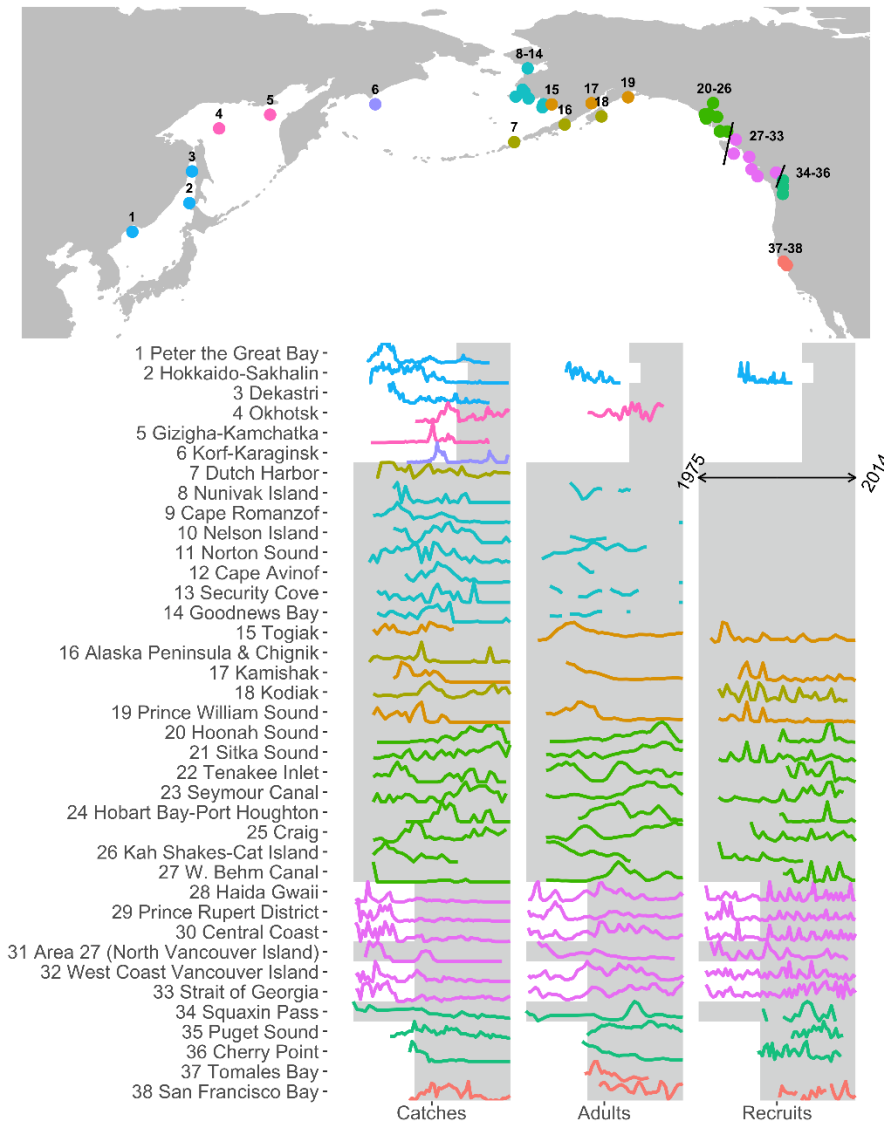 8-14
5
6
15
17
19
20-26
4
16
18
7
27-33
3
34-36
2
1
37-38
1 Peter the Great Bay
2 Hokkaido-Sakhalin
3 Dekastri
4 Okhotsk
5 Gizigha-Kamchatka
6 Korf-Karaginsk
7 Dutch Harbor
1975
2014
8 Nunivak Island
9 Cape Romanzof
10 Nelson Island
11 Norton Sound
12 Cape Avinof
13 Security Cove
14 Goodnews Bay
15 Togiak
16 Alaska Peninsula & Chignik
17 Kamishak
18 Kodiak
19 Prince William Sound
20 Hoonah Sound
21 Sitka Sound
22 Tenakee Inlet
23 Seymour Canal
24 Hobart Bay-Port Houghton
25 Craig
26 Kah Shakes-Cat Island
27 W. Behm Canal
28 Haida Gwaii
29 Prince Rupert District
30 Central Coast
31 Area 27 (North Vancouver Island)
32 West Coast Vancouver Island
33 Strait of Georgia
34 Squaxin Pass
35 Puget Sound
36 Cherry Point
37 Tomales Bay
38 San Francisco Bay
Catches
Adults
Recruits